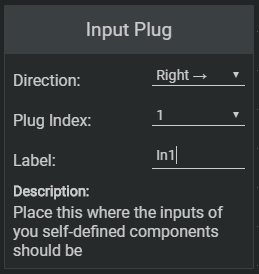 Input Plug
Direction: Right →
Plug Index: 1
Label: In1
Description:
Place this where the inputs of
you self-defined components
should be